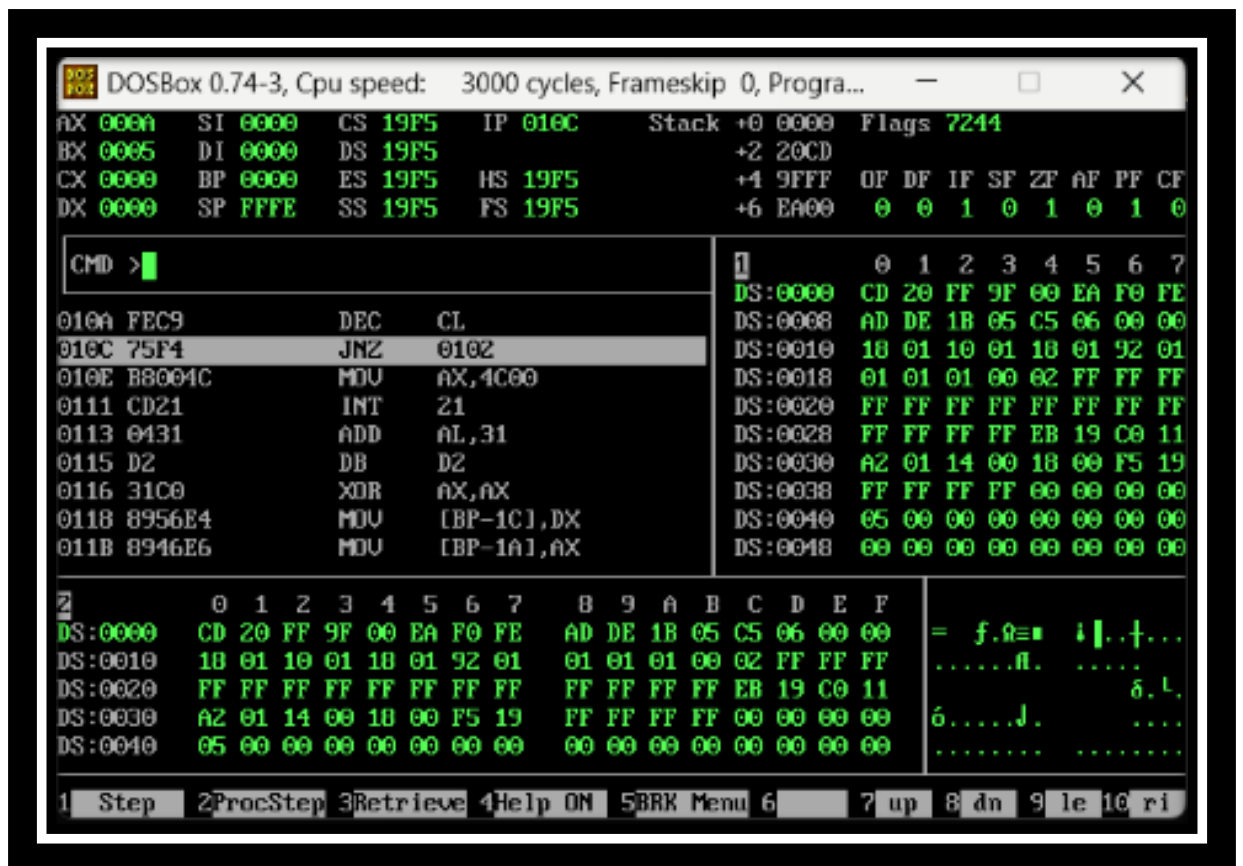 DOSBox 0.74-3, Cpu speed: 3000 cycles, Frameskip 0, Progra...
AX 000A SI 0000 CS 19F5 IP 010C Stack +0 0000 Flags 7244
BX 0005 DI 0000 DS 19F5 +2 20CD
CX 0000 BP 0000 ES 19F5 HS 19F5 +4 9FFF OF DF IF SF ZF AF PF CF
DX 0000 SP FFFE SS 19F5 FS 19F5 +6 EA00 0 0 1 0 1 0 1 0
CMD >
010A FEC9 DEC CL
010C 75F4 JNZ 0102
010E B8004C MOV AX,4C00
0111 CD21 INT 21
0113 0431 ADD AL,31
0115 D2 DB D2
0116 31C0 XOR AX,AX
0118 8956E4 MOV [BP-1C],DX
011B 8946E6 MOV [BP-1A],AX
1 0 1 2 3 4 5 6 7
DS:0000 CD 20 FF 9F 00 EA F0 FE
DS:0008 AD DE 1B 05 C5 06 00 00
DS:0010 18 01 10 01 18 01 92 01
DS:0018 01 01 01 00 02 FF FF FF
DS:0020 FF FF FF FF FF FF FF FF
DS:0028 FF FF FF FF EB 19 C0 11
DS:0030 A2 01 14 00 18 00 F5 19
DS:0038 FF FF FF FF 00 00 00 00
DS:0040 05 00 00 00 00 00 00 00
DS:0048 00 00 00 00 00 00 00 00
2 0 1 2 3 4 5 6 7 8 9 A B C D E F
DS:0000 CD 20 FF 9F 00 EA F0 FE AD DE 1B 05 C5 06 00 00 = ƒ.Ω≡■ ¡▐..┼...
DS:0010 18 01 10 01 18 01 92 01 01 01 01 00 02 FF FF FF ......Æ. .....
DS:0020 FF FF FF FF FF FF FF FF FF FF FF FF EB 19 C0 11 δ.└.
DS:0030 A2 01 14 00 18 00 F5 19 FF FF FF FF 00 00 00 00 ó.....⌡. ....
DS:0040 05 00 00 00 00 00 00 00 00 00 00 00 00 00 00 00 ........ ........
1 Step 2ProcStep 3Retrieve 4Help ON 5BRK Menu 6 7 up 8 dn 9 le 10 ri